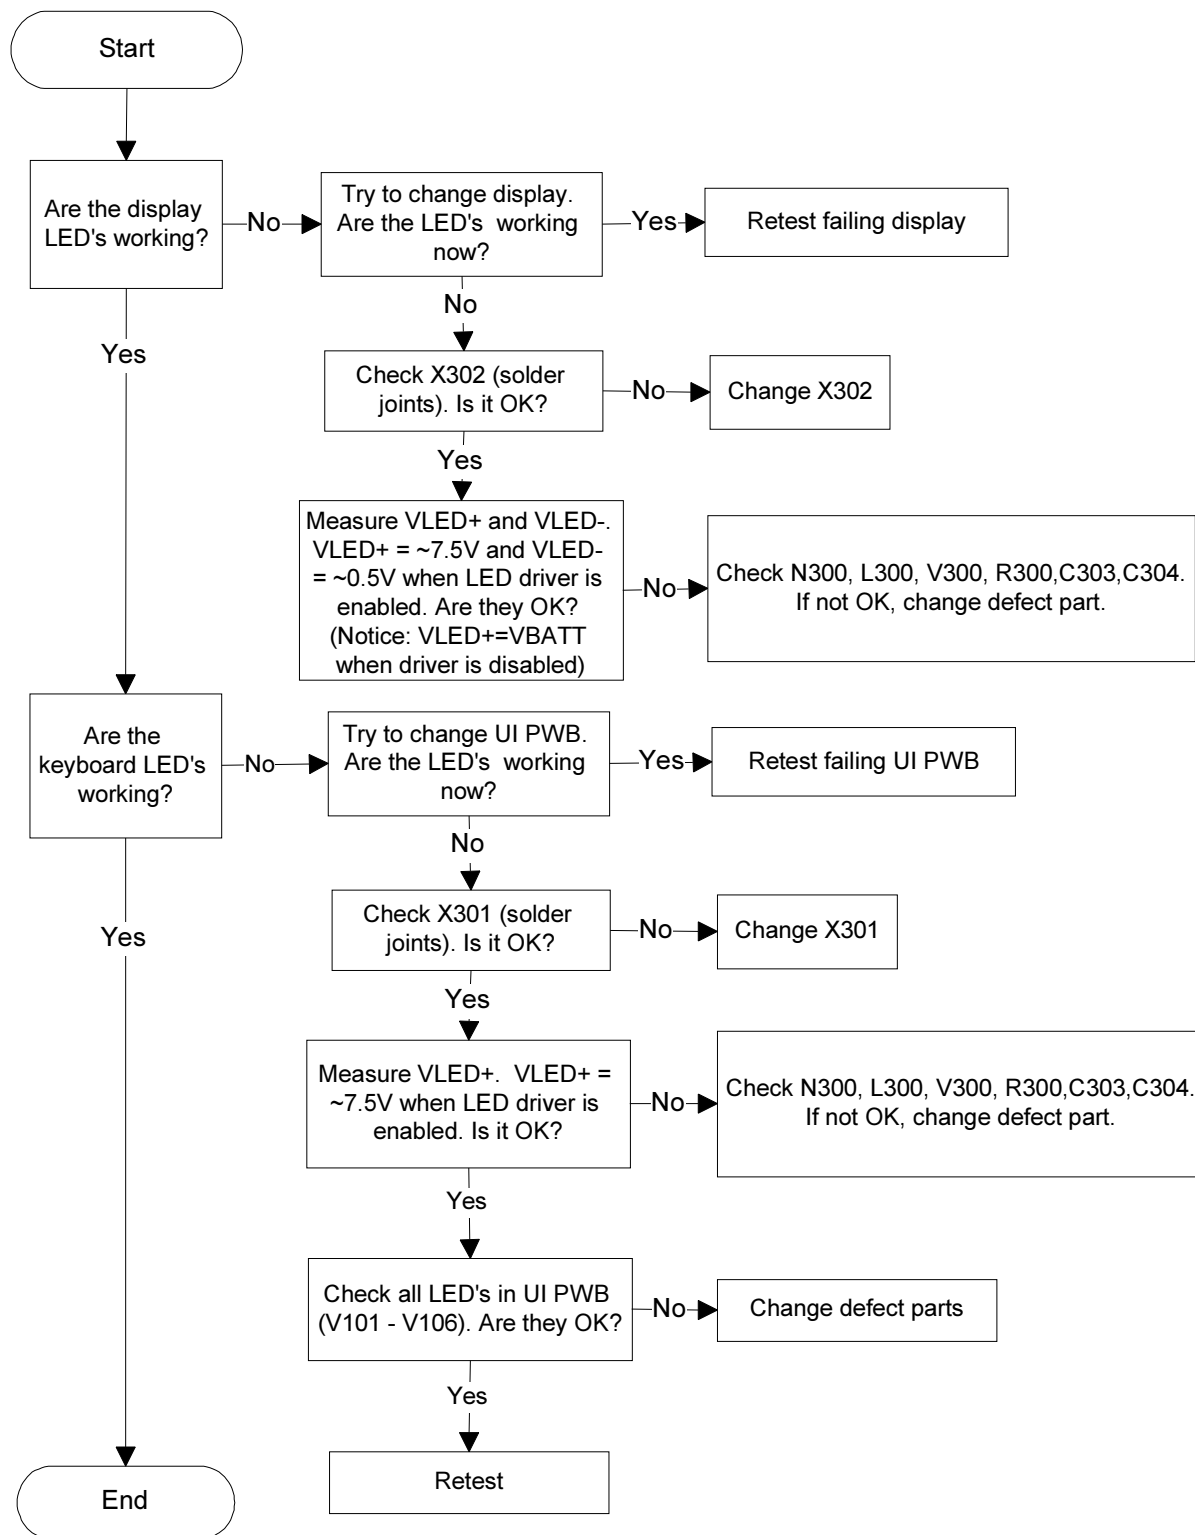 Start
Are the display
LED's working?
No
Try to change display.
Are the LED's working
now?
Yes
Retest failing display
No
Yes
Check X302 (solder
joints). Is it OK?
No
Change X302
Yes
Measure VLED+ and VLED-.
VLED+ = ~7.5V and VLED-
= ~0.5V when LED driver is
enabled. Are they OK?
(Notice: VLED+=VBATT
when driver is disabled)
No
Check N300, L300, V300, R300,C303,C304.
If not OK, change defect part.
Are the
keyboard LED's
working?
No
Try to change UI PWB.
Are the LED's working
now?
Yes
Retest failing UI PWB
No
Check X301 (solder
joints). Is it OK?
No
Change X301
Yes
Yes
Measure VLED+. VLED+ =
~7.5V when LED driver is
enabled. Is it OK?
No
Check N300, L300, V300, R300,C303,C304.
If not OK, change defect part.
Yes
Check all LED's in UI PWB
(V101 - V106). Are they OK?
No
Change defect parts
Yes
Retest
End